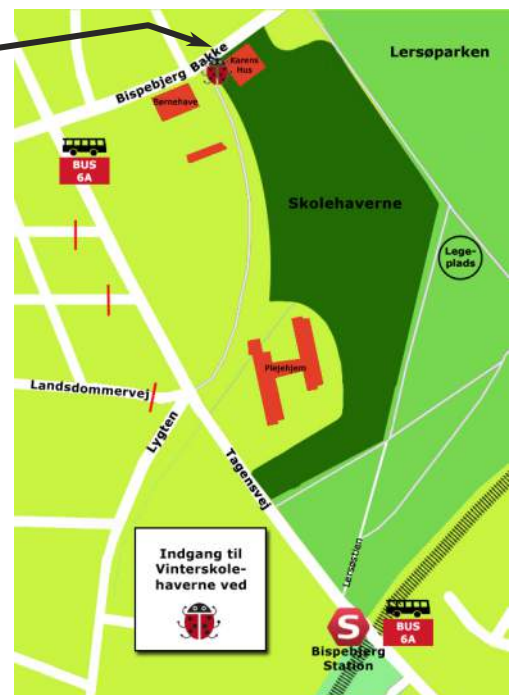 Lersøparken
Karens
Hus
Bispebjerg Bakke
Børnehave
BUS
6A
Skolehaverne
Lege-
plads
Plejehjem
Landsdommervej
Lygten
Tagensvej
Indgang til
Vinterskole-
haverne ved
Lersøstien
S
BUS
6A
Bispebjerg
Station